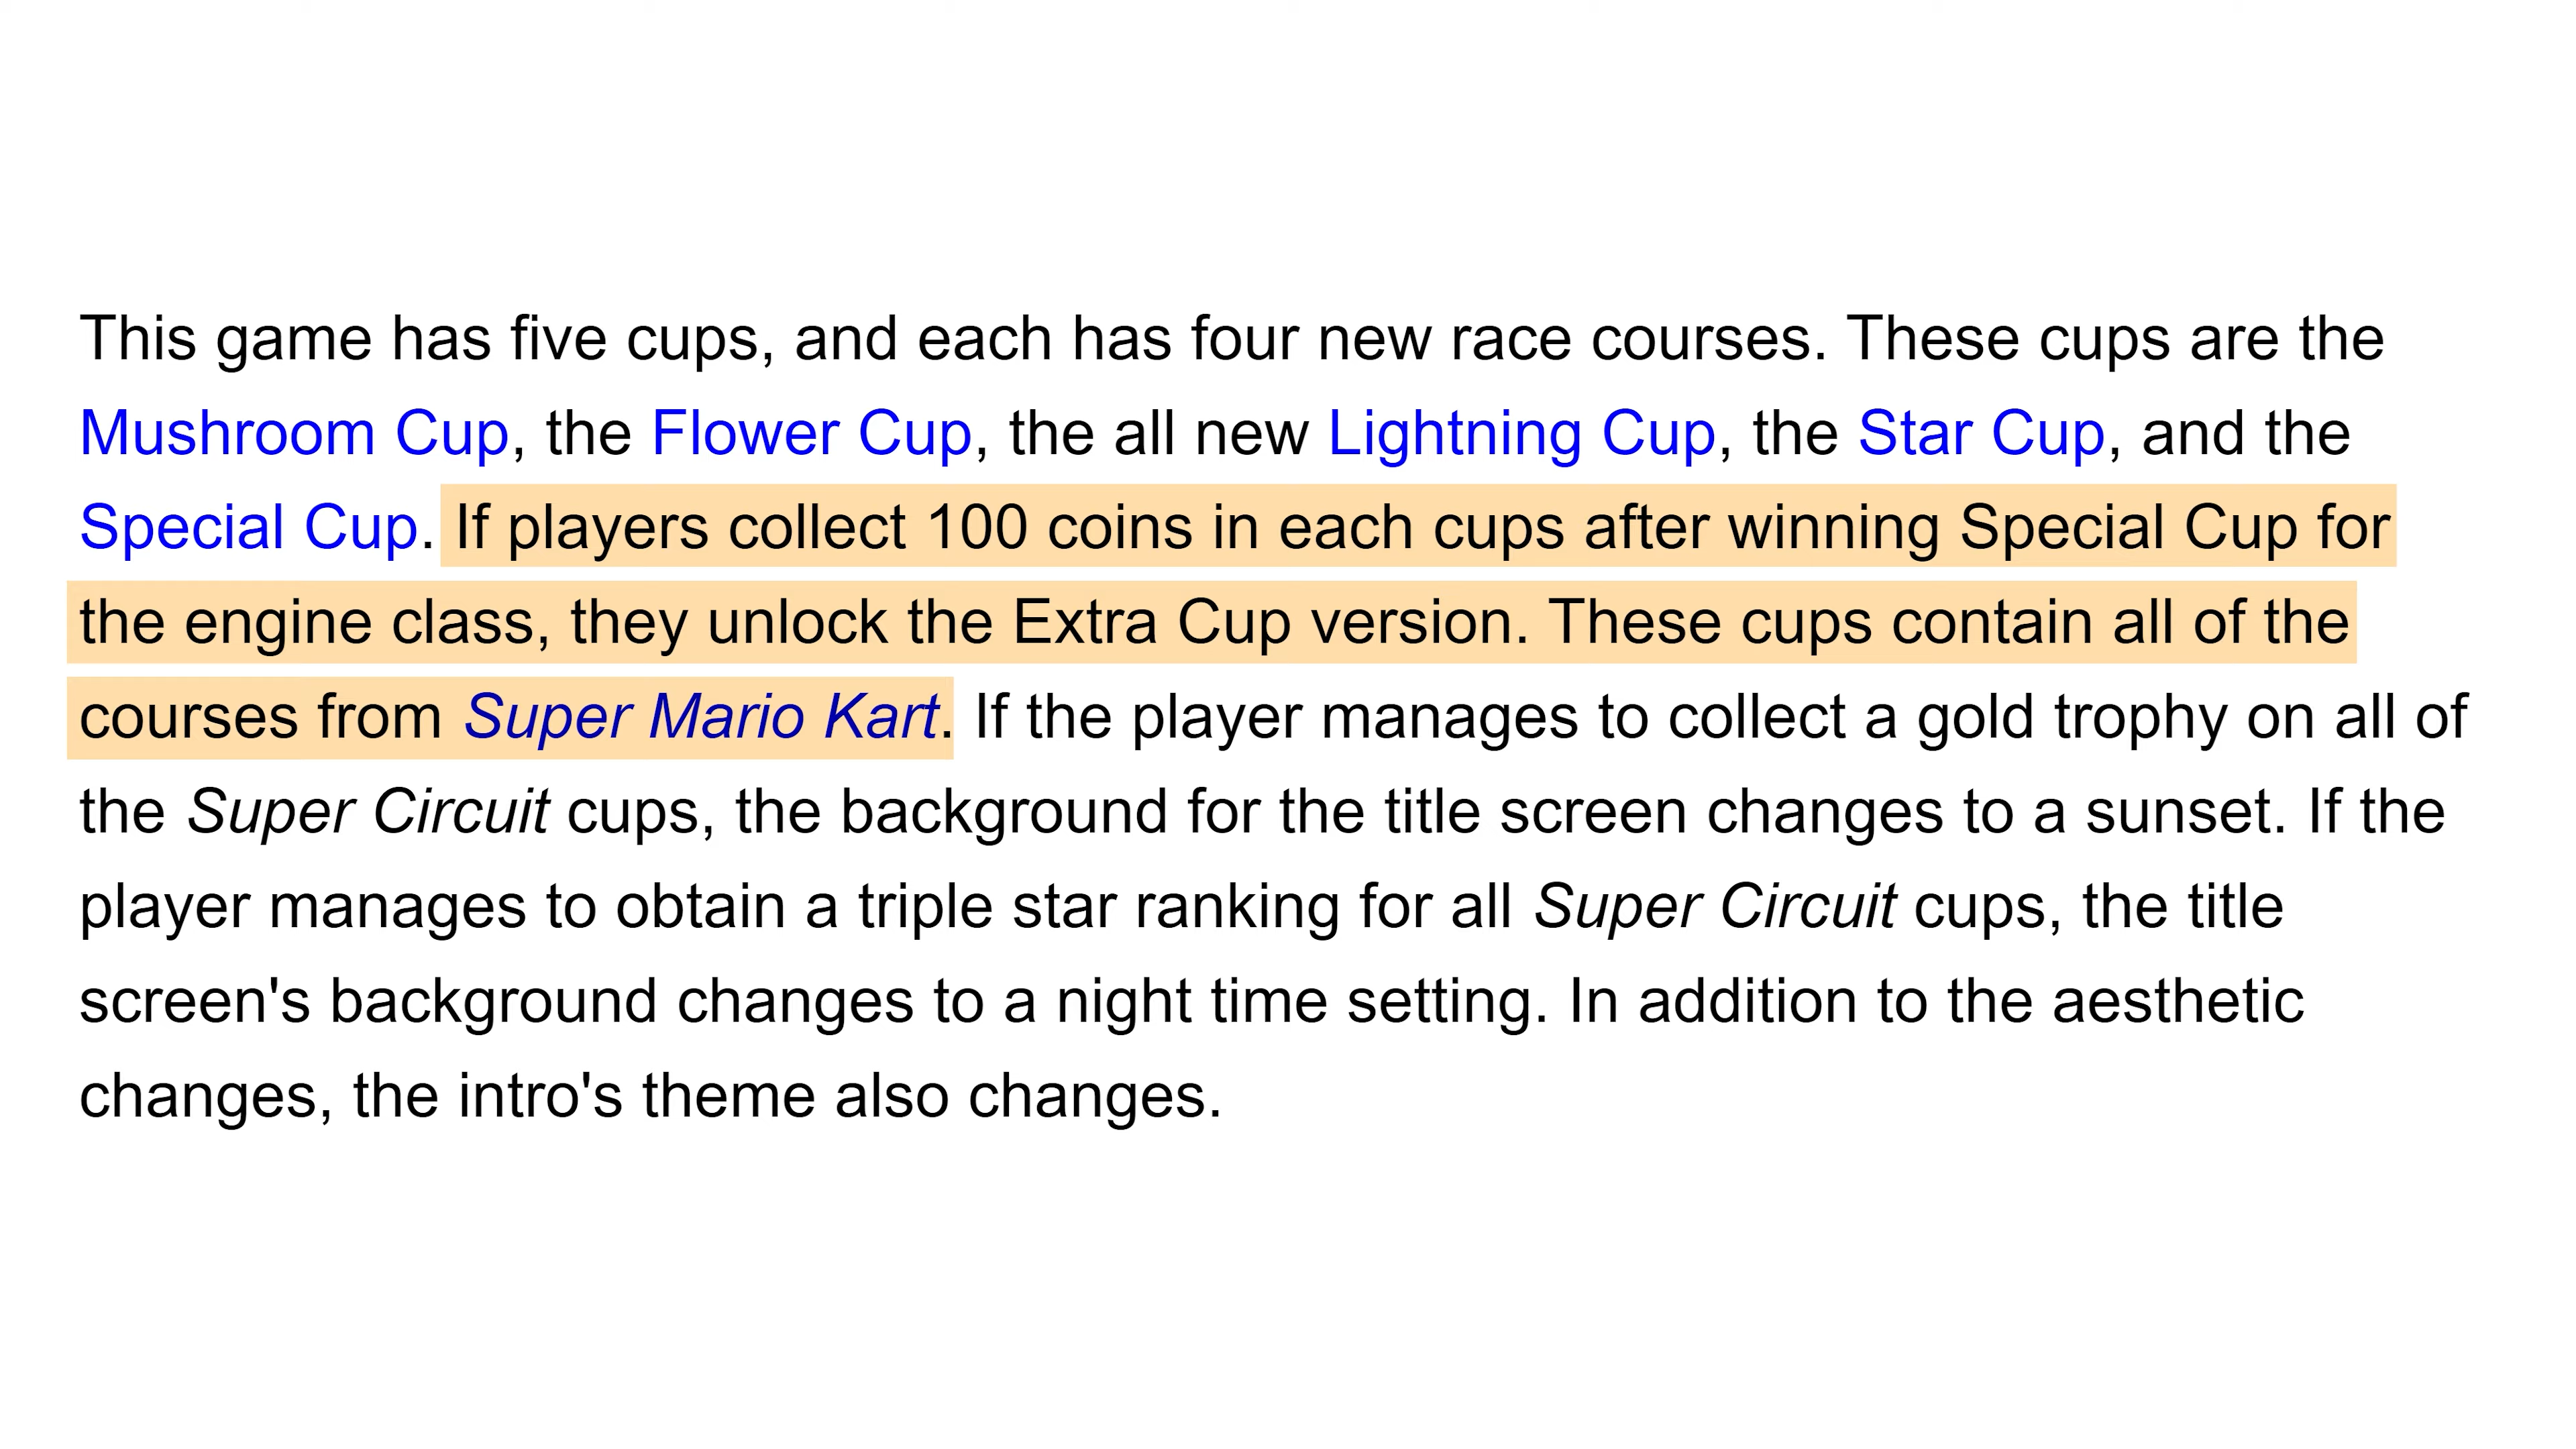 This game has five cups, and each has four new race courses. These cups are the
Mushroom Cup, the Flower Cup, the all new Lightning Cup, the Star Cup, and the
Special Cup. If players collect 100 coins in each cups after winning Special Cup for
the engine class, they unlock the Extra Cup version. These cups contain all of the
courses from Super Mario Kart. If the player manages to collect a gold trophy on all of
the Super Circuit cups, the background for the title screen changes to a sunset. If the
player manages to obtain a triple star ranking for all Super Circuit cups, the title
screen's background changes to a night time setting. In addition to the aesthetic
changes, the intro's theme also changes.